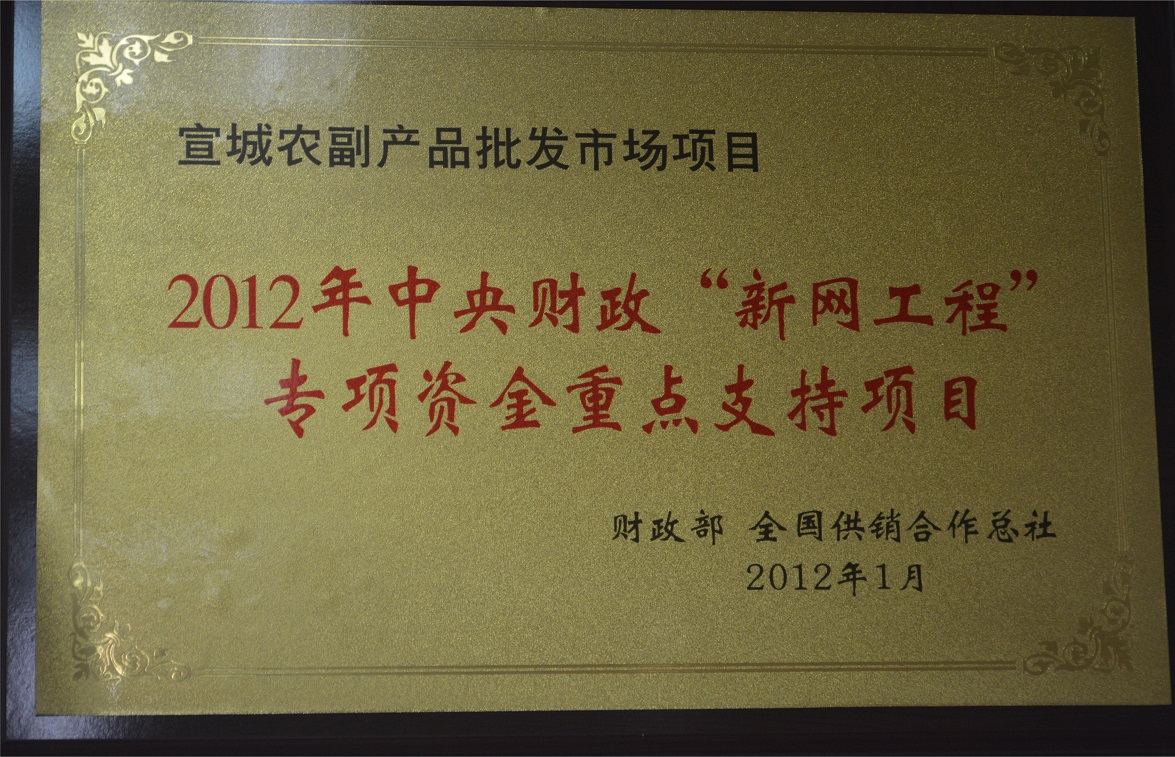 宣城农副产品批发市场项目
2012年中央财政“新网工程”
专项资金重点支持项目
财政部 全国供销合作总社
2012年1月